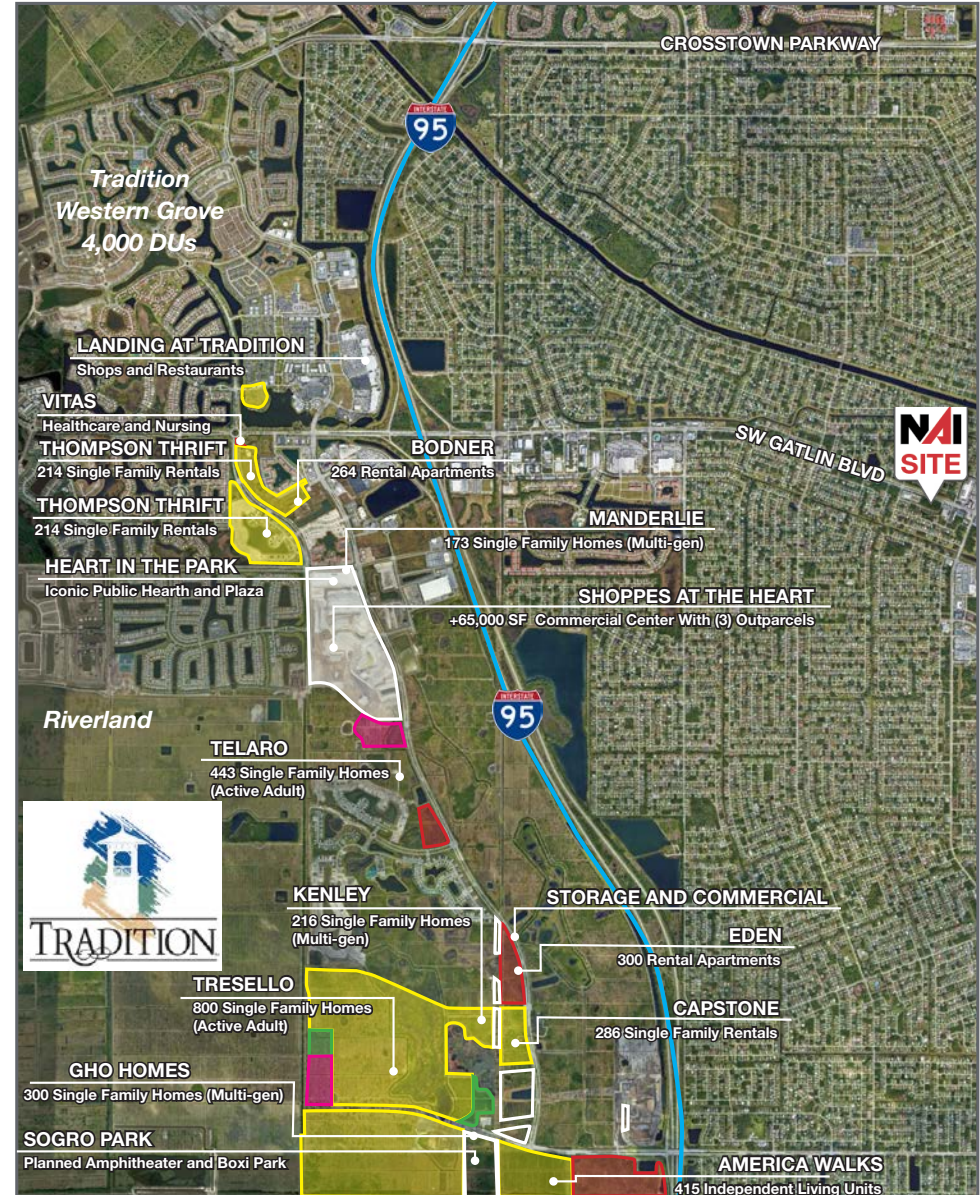 CROSSTOWN PARKWAY
INTERSTATE
95
Tradition
Western Grove
4,000 DUs
LANDING AT TRADITION
Shops and Restaurants
VITAS
Healthcare and Nursing
THOMPSON THRIFT
214 Single Family Rentals
BODNER
264 Rental Apartments
SW GATLIN BLVD
NAI
SITE
THOMPSON THRIFT
214 Single Family Rentals
MANDERLIE
173 Single Family Homes (Multi-gen)
HEART IN THE PARK
Iconic Public Hearth and Plaza
SHOPPES AT THE HEART
+65,000 SF Commercial Center With (3) Outparcels
INTERSTATE
95
Riverland
TELARO
443 Single Family Homes
(Active Adult)
TRADITION
KENLEY
216 Single Family Homes
(Multi-gen)
STORAGE AND COMMERCIAL
EDEN
300 Rental Apartments
TRESELLO
800 Single Family Homes
(Active Adult)
CAPSTONE
286 Single Family Rentals
GHO HOMES
300 Single Family Homes (Multi-gen)
SOGRO PARK
Planned Amphitheater and Boxi Park
AMERICA WALKS
415 Independent Living Units